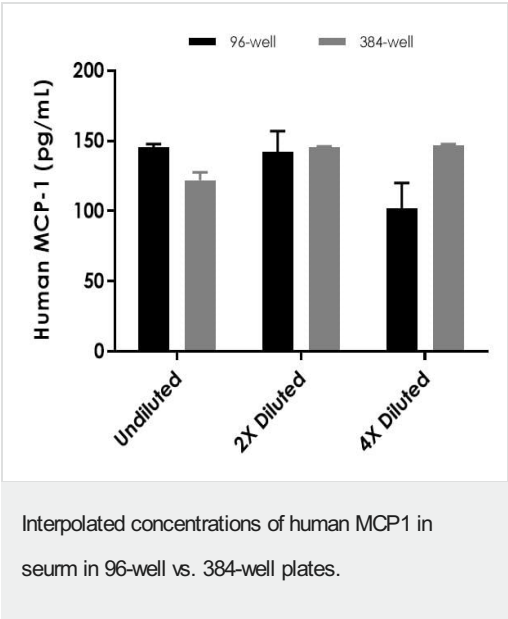 96-well 384-well
200
150
100
50
0
Human MCP-1 (pg/mL)
Undiluted
2X Diluted
4X Diluted
Interpolated concentrations of human MCP1 in
seurm in 96-well vs. 384-well plates.